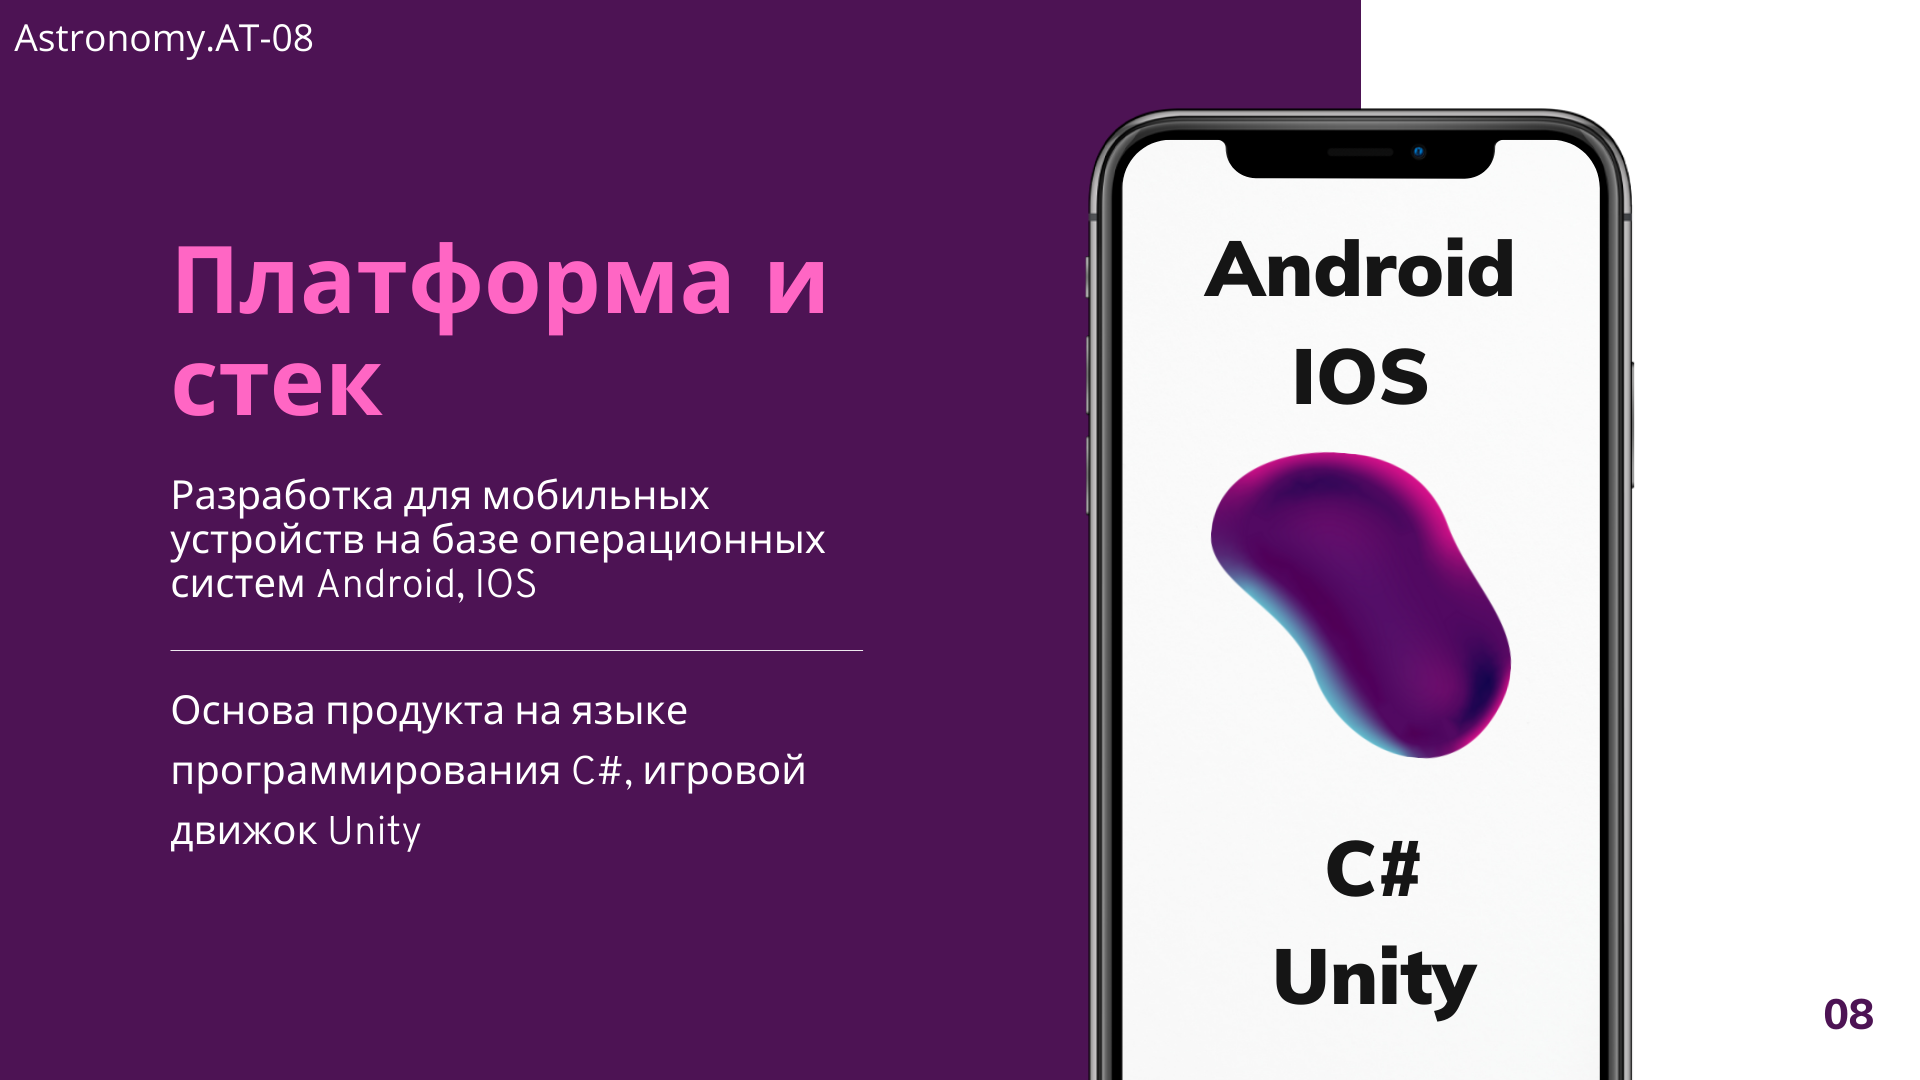 Astronomy.AT-08
Платформа и
стек
Разработка для мобильных
устройств на базе операционных
систем Android, IOS
Основа продукта на языке
программирования C#, игровой
движок Unity
Android
IOS
C#
Unity
08